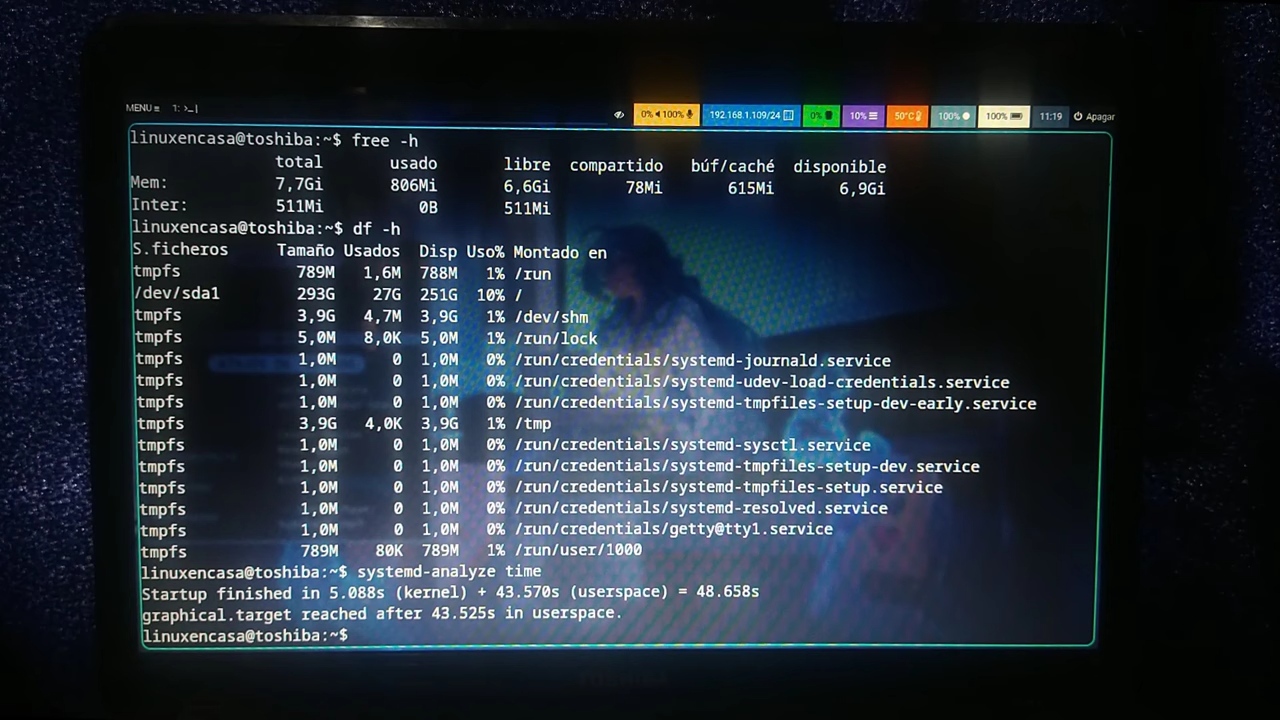 MENU ≡ 1: >_| 0% 100% 192.168.1.109/24 0% 10% 50°C 100% 100% 11:19 Apagar
linuxencasa@toshiba:~$ free -h
total usado libre compartido búf/caché disponible
Mem: 7,7Gi 806Mi 6,6Gi 78Mi 615Mi 6,9Gi
Inter: 511Mi 0B 511Mi
linuxencasa@toshiba:~$ df -h
S.ficheros Tamaño Usados Disp Uso% Montado en
tmpfs 789M 1,6M 788M 1% /run
/dev/sda1 293G 27G 251G 10% /
tmpfs 3,9G 4,7M 3,9G 1% /dev/shm
tmpfs 5,0M 8,0K 5,0M 1% /run/lock
tmpfs 1,0M 0 1,0M 0% /run/credentials/systemd-journald.service
tmpfs 1,0M 0 1,0M 0% /run/credentials/systemd-udev-load-credentials.service
tmpfs 1,0M 0 1,0M 0% /run/credentials/systemd-tmpfiles-setup-dev-early.service
tmpfs 3,9G 4,0K 3,9G 1% /tmp
tmpfs 1,0M 0 1,0M 0% /run/credentials/systemd-sysctl.service
tmpfs 1,0M 0 1,0M 0% /run/credentials/systemd-tmpfiles-setup-dev.service
tmpfs 1,0M 0 1,0M 0% /run/credentials/systemd-tmpfiles-setup.service
tmpfs 1,0M 0 1,0M 0% /run/credentials/systemd-resolved.service
tmpfs 1,0M 0 1,0M 0% /run/credentials/getty@tty1.service
tmpfs 789M 80K 789M 1% /run/user/1000
linuxencasa@toshiba:~$ systemd-analyze time
Startup finished in 5.088s (kernel) + 43.570s (userspace) = 48.658s
graphical.target reached after 43.525s in userspace.
linuxencasa@toshiba:~$